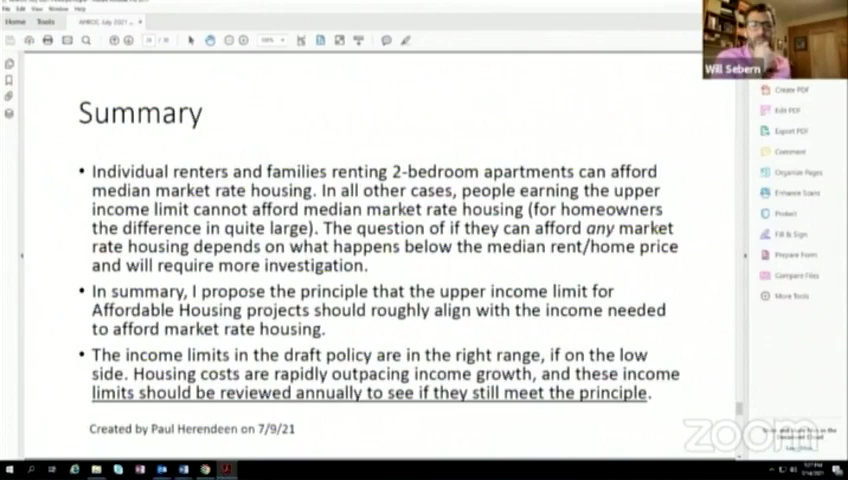 Home Tools
Will Sebern
Create PDF
Edit PDF
Export PDF
Comment
Organize Pages
Enhance Scans
Protect
Fill & Sign
Prepare Form
Compare Files
More Tools
Summary
• Individual renters and families renting 2-bedroom apartments can afford
median market rate housing. In all other cases, people earning the upper
income limit cannot afford median market rate housing (for homeowners
the difference in quite large). The question of if they can afford any market
rate housing depends on what happens below the median rent/home price
and will require more investigation.
• In summary, I propose the principle that the upper income limit for
Affordable Housing projects should roughly align with the income needed
to afford market rate housing.
• The income limits in the draft policy are in the right range, if on the low
side. Housing costs are rapidly outpacing income growth, and these income
limits should be reviewed annually to see if they still meet the principle.
Created by Paul Herendeen on 7/9/21
zoom